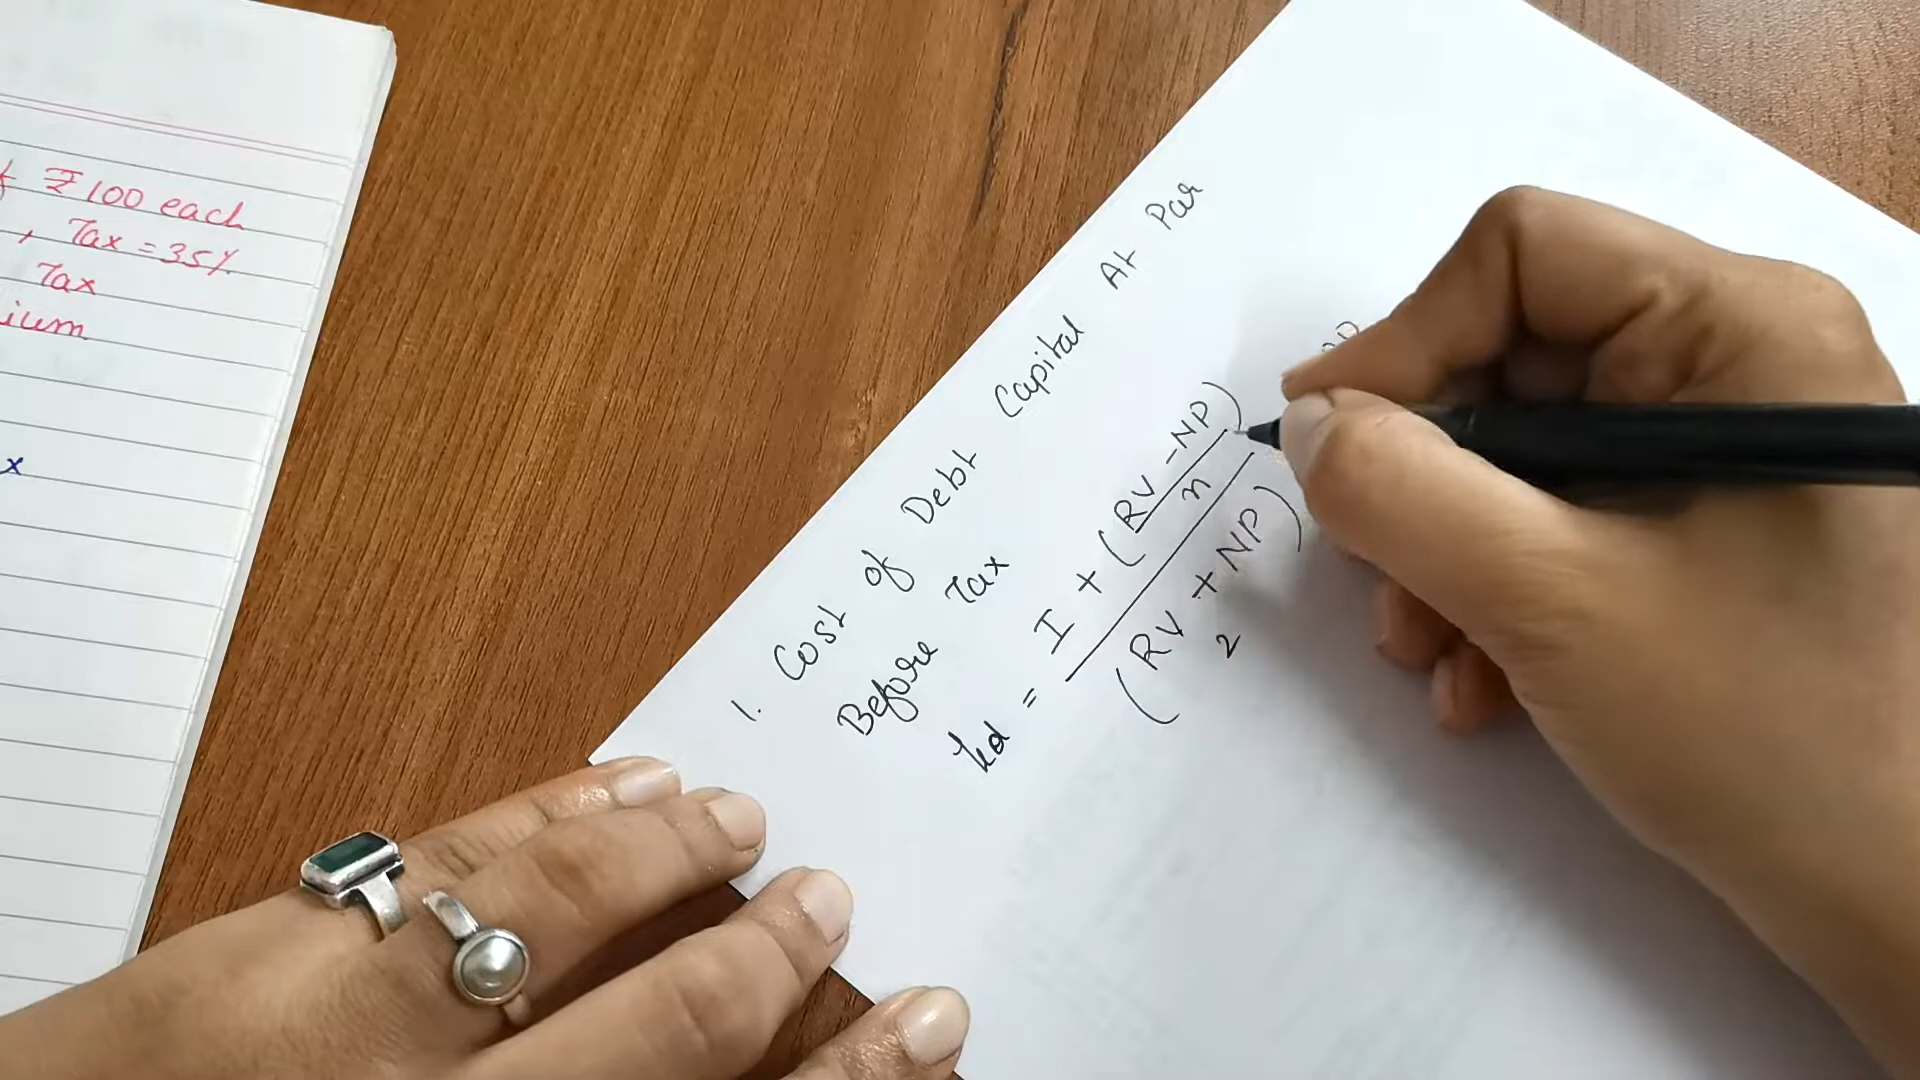 ₹100 each
, Tax = 35%
Tax
ium
x
1. Cost of Debt Capital At Par
Before Tax
Kd = I + (RV - NP)
n
(RV + NP)
2